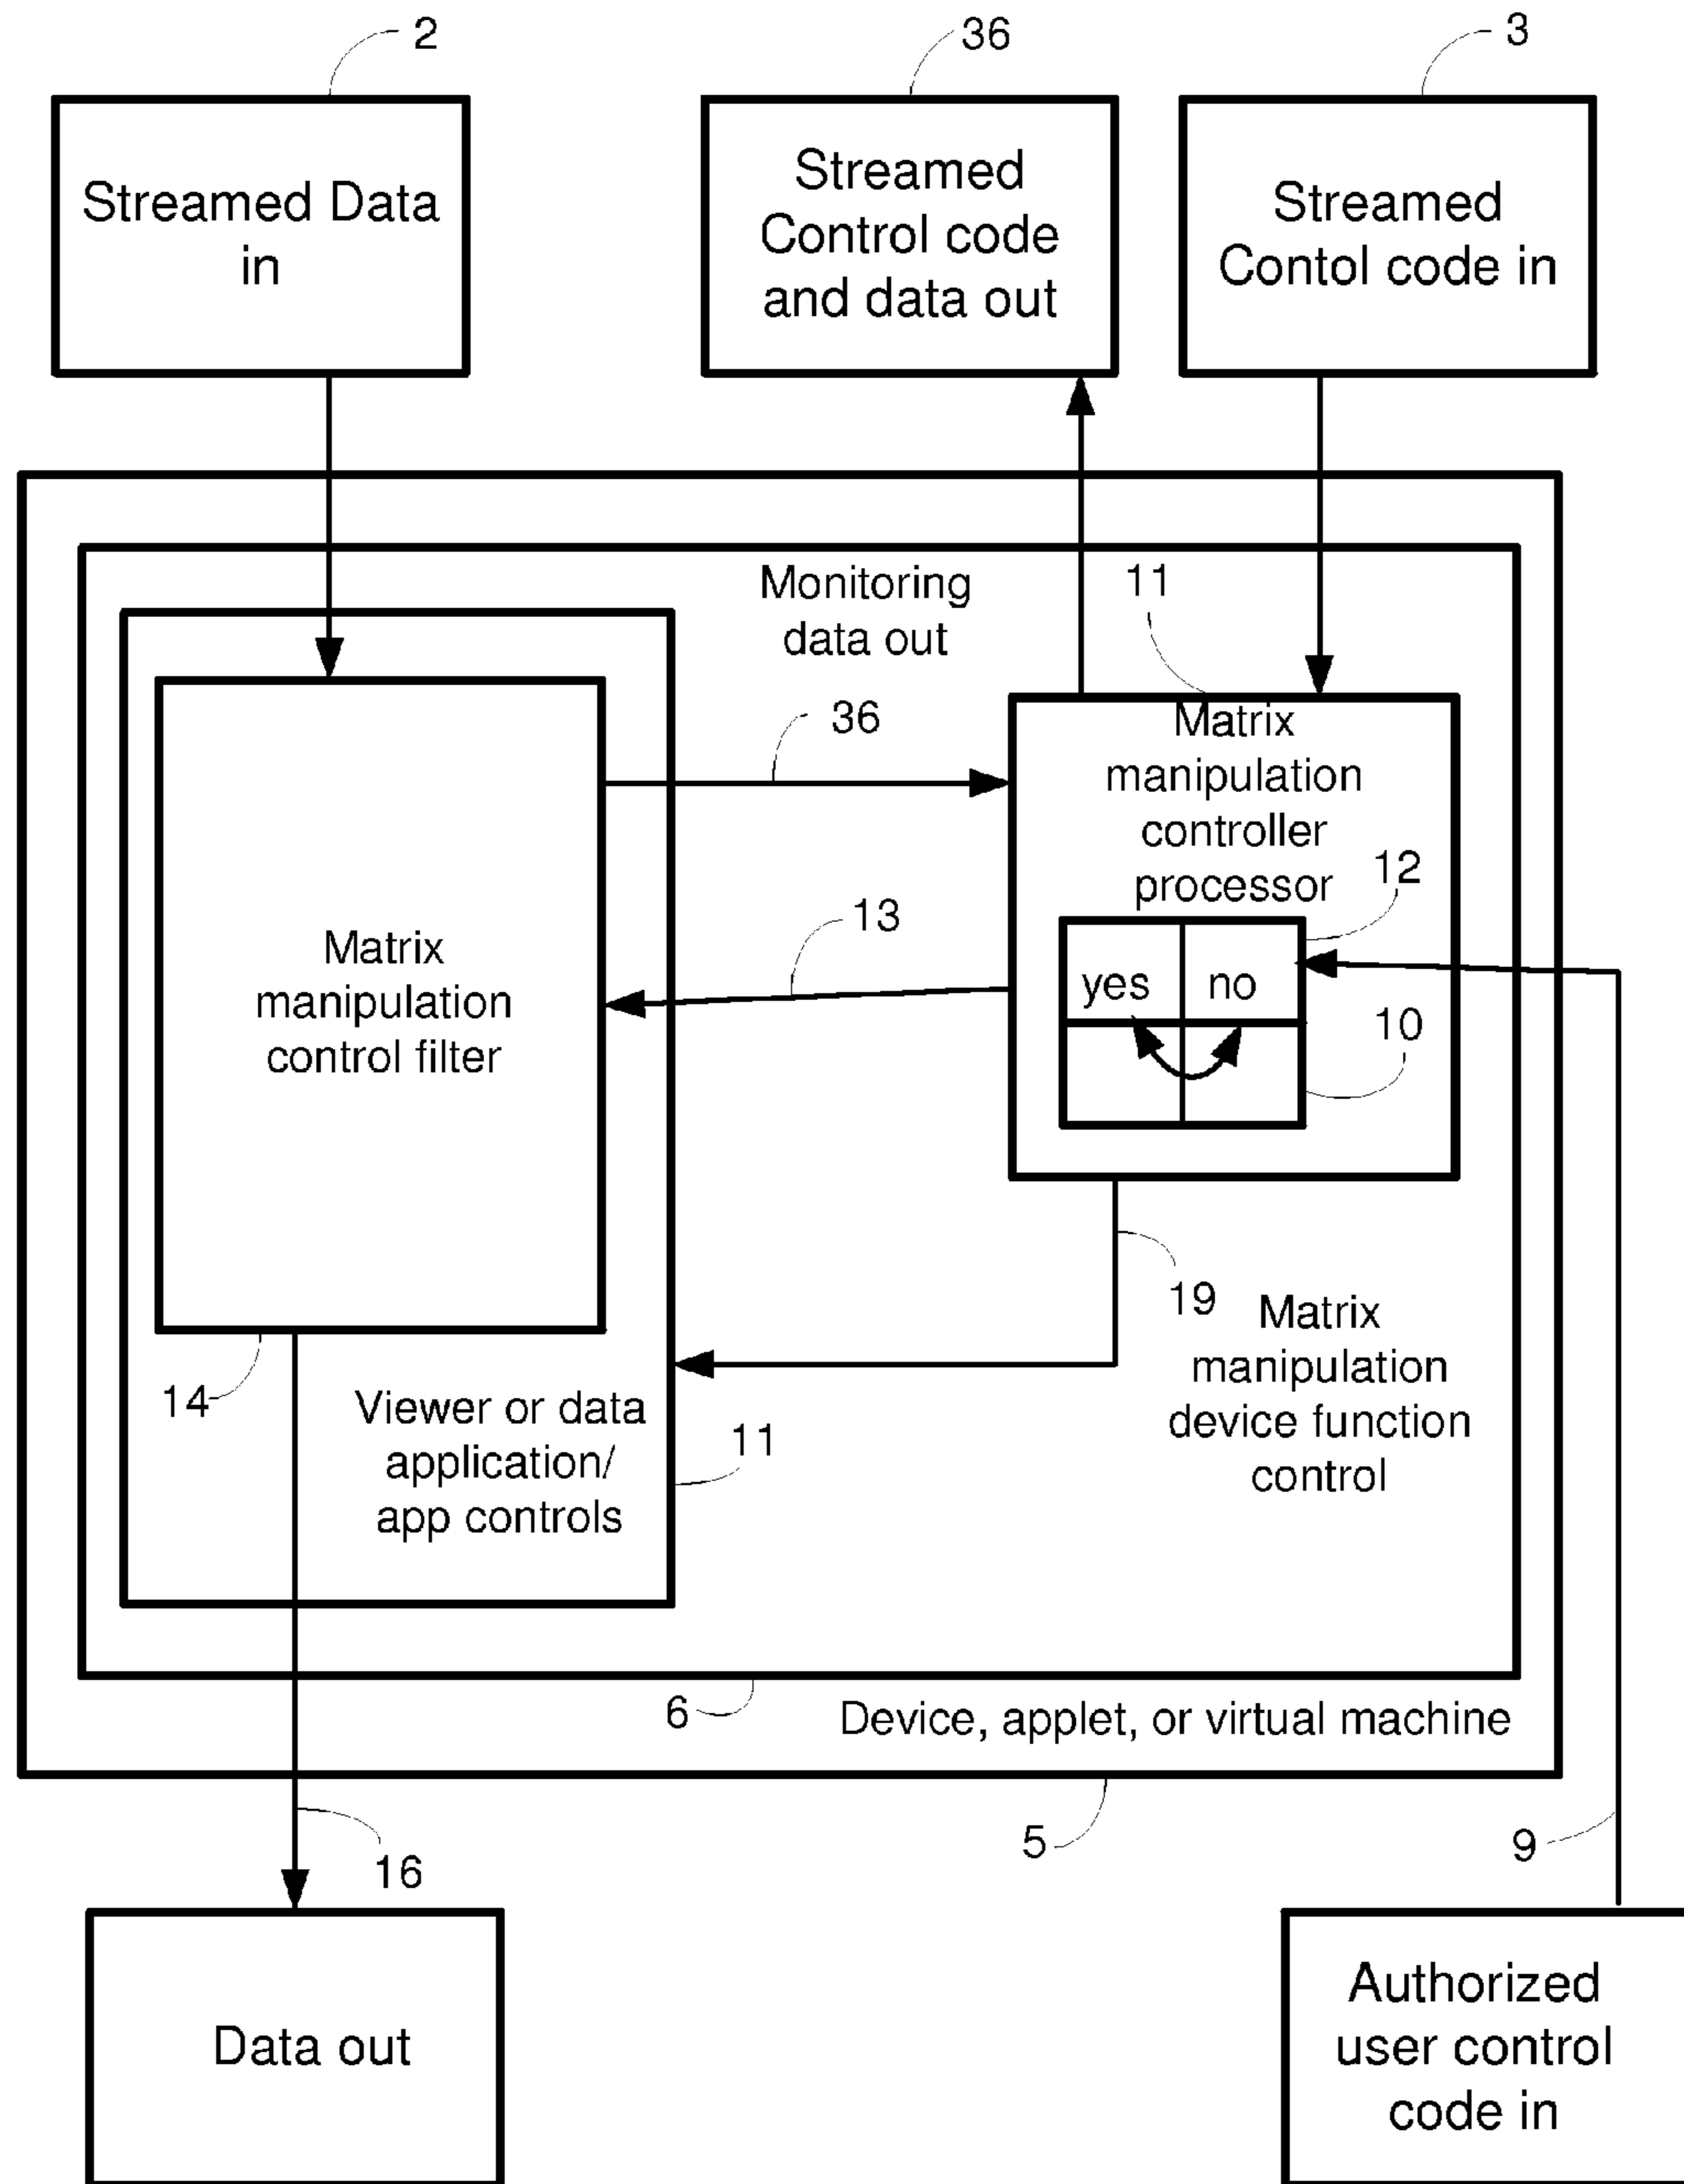 2
36
3
Streamed Data
in
Streamed
Control code
and data out
Streamed
Contol code in
Monitoring
data out
11
36
Matrix
manipulation
controller
processor
12
13
yes
no
10
Matrix
manipulation
control filter
19
Matrix
manipulation
device function
control
14
Viewer or data
application/
app controls
11
6
Device, applet, or virtual machine
5
9
16
Data out
Authorized
user control
code in